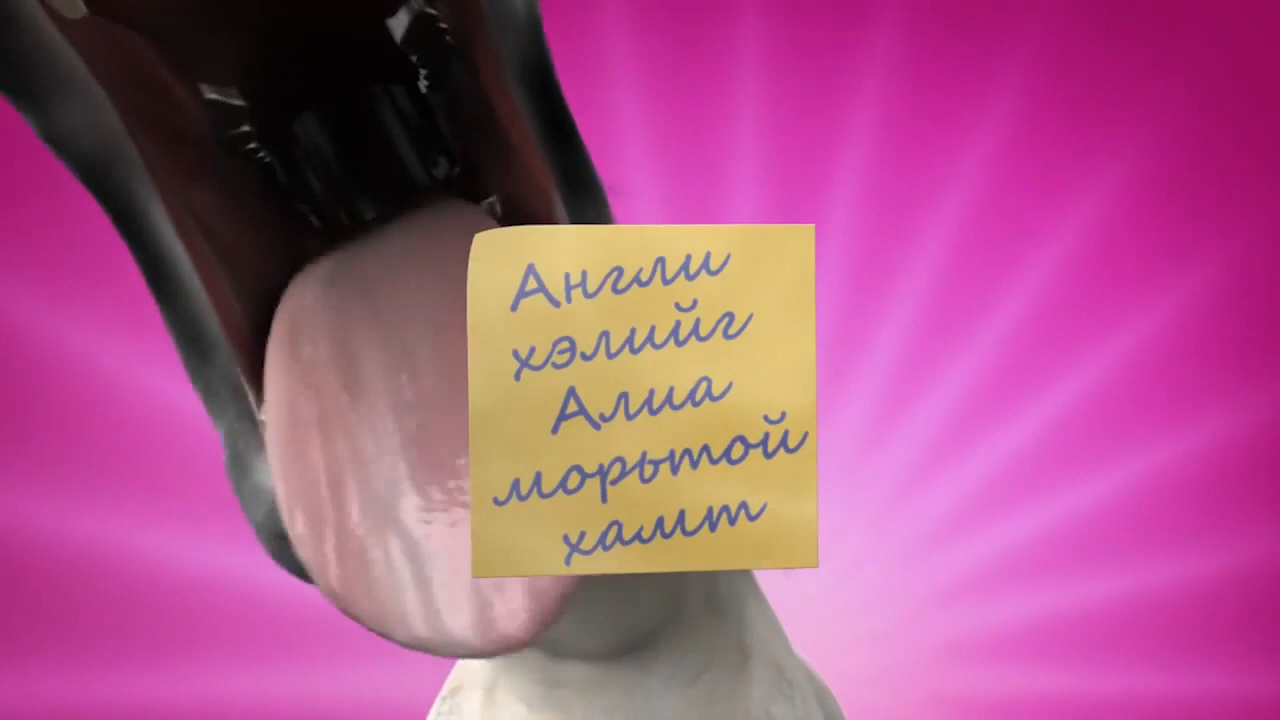 Англи
хэлийг
Алиа
морьтой
хамт